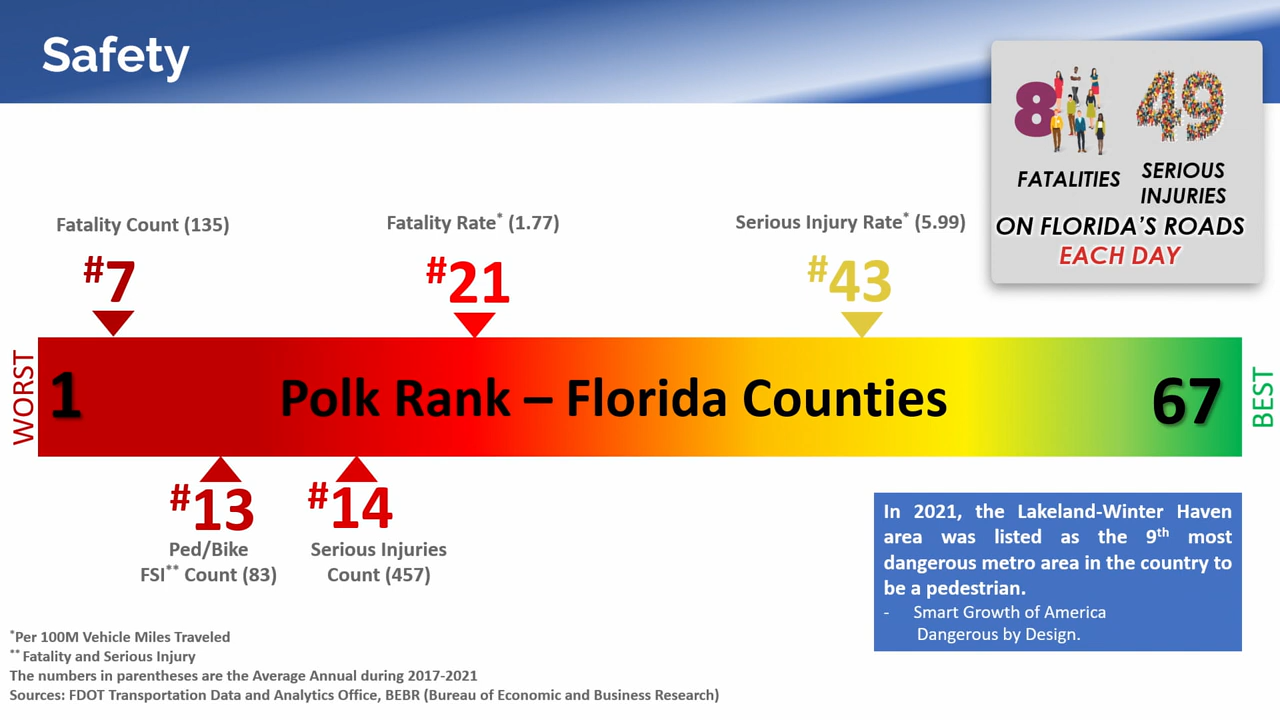 Safety
8
49
FATALITIES
SERIOUS
INJURIES
ON FLORIDA'S ROADS
EACH DAY
Fatality Count (135)
#7
Fatality Rate* (1.77)
#21
Serious Injury Rate* (5.99)
#43
WORST
1
Polk Rank – Florida Counties
67
BEST
#13
Ped/Bike
FSI** Count (83)
#14
Serious Injuries
Count (457)
In 2021, the Lakeland-Winter Haven
area was listed as the 9th most
dangerous metro area in the country to
be a pedestrian.
- Smart Growth of America
Dangerous by Design.
*Per 100M Vehicle Miles Traveled
** Fatality and Serious Injury
The numbers in parentheses are the Average Annual during 2017-2021
Sources: FDOT Transportation Data and Analytics Office, BEBR (Bureau of Economic and Business Research)